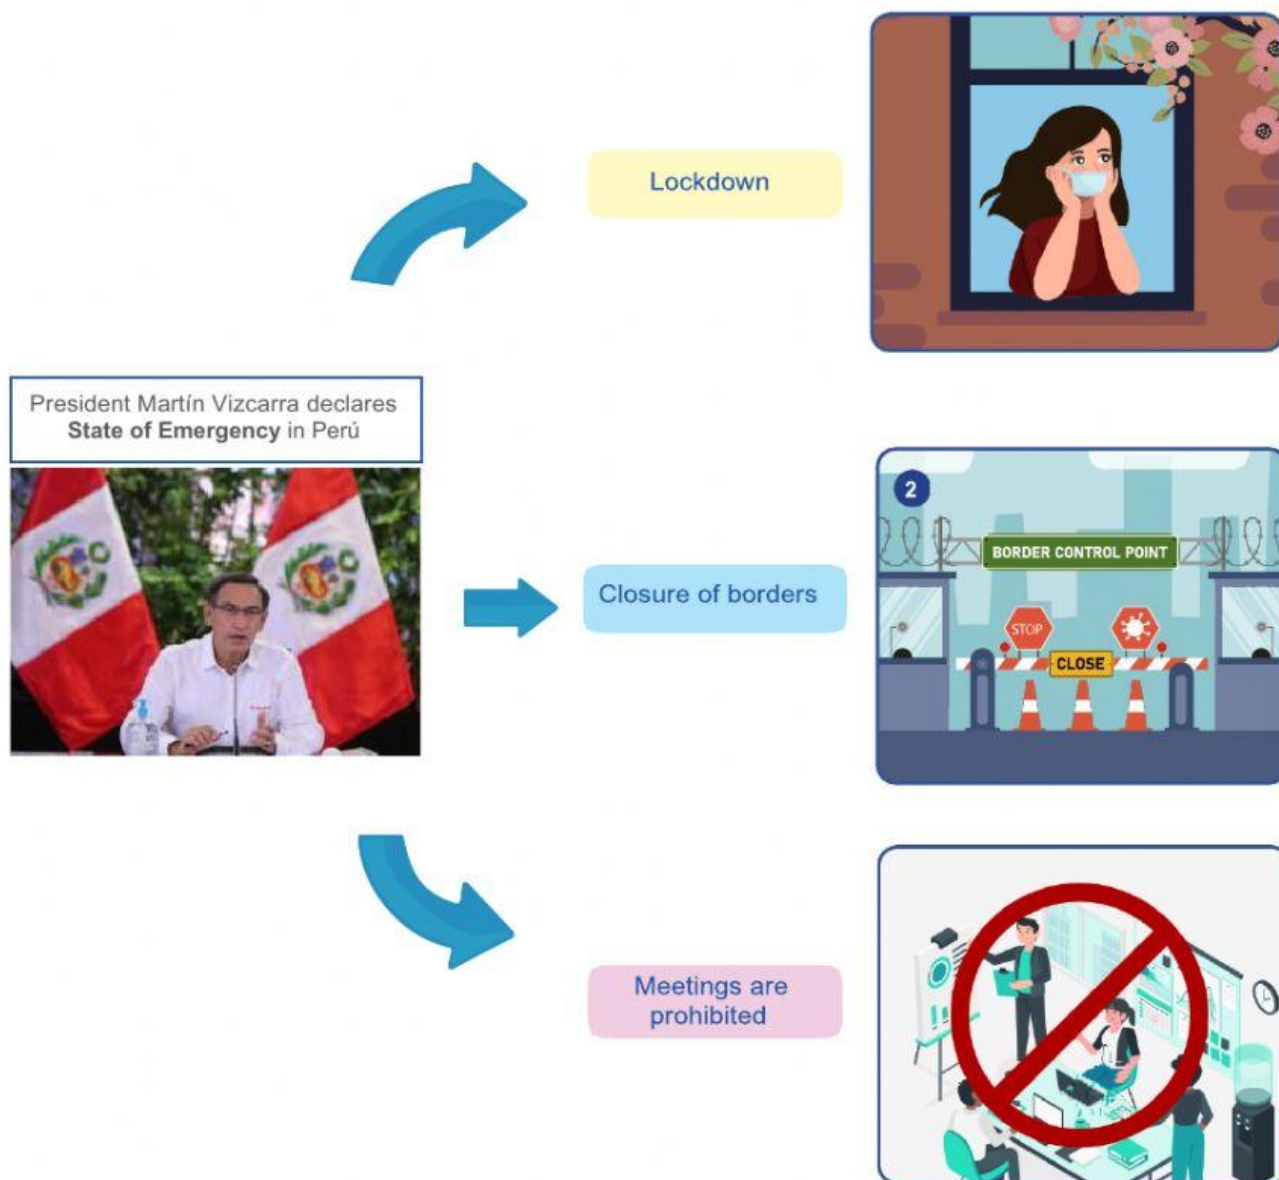 Lockdown
President Martín Vizcarra declares
State of Emergency in Perú
Closure of borders
2
BORDER CONTROL POINT
STOP
CLOSE
Meetings are
prohibited